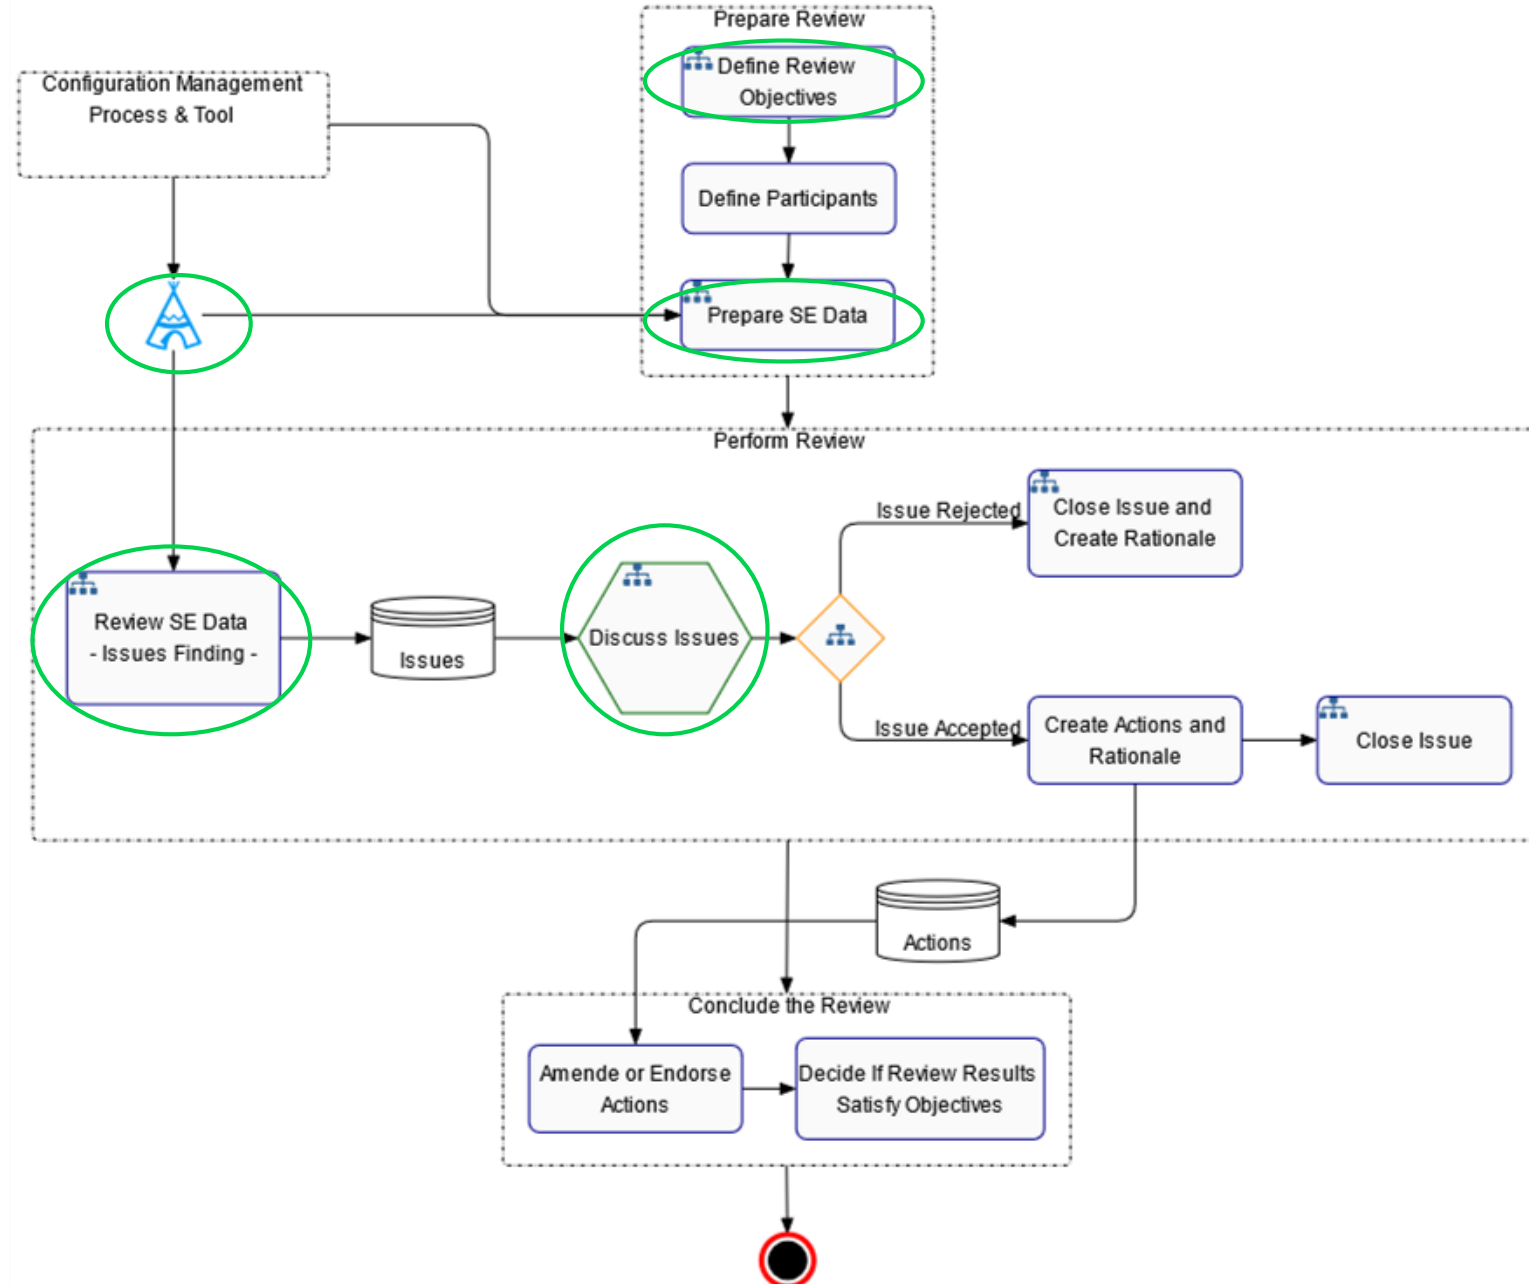 Prepare Review
Define Review
Objectives
Configuration Management
Process & Tool
Define Participants
Prepare SE Data
Perform Review
Issue Rejected
Close Issue and
Create Rationale
Review SE Data
- Issues Finding -
Issues
Discuss Issues
Issue Accepted
Create Actions and
Rationale
Close Issue
Actions
Conclude the Review
Amende or Endorse
Actions
Decide If Review Results
Satisfy Objectives